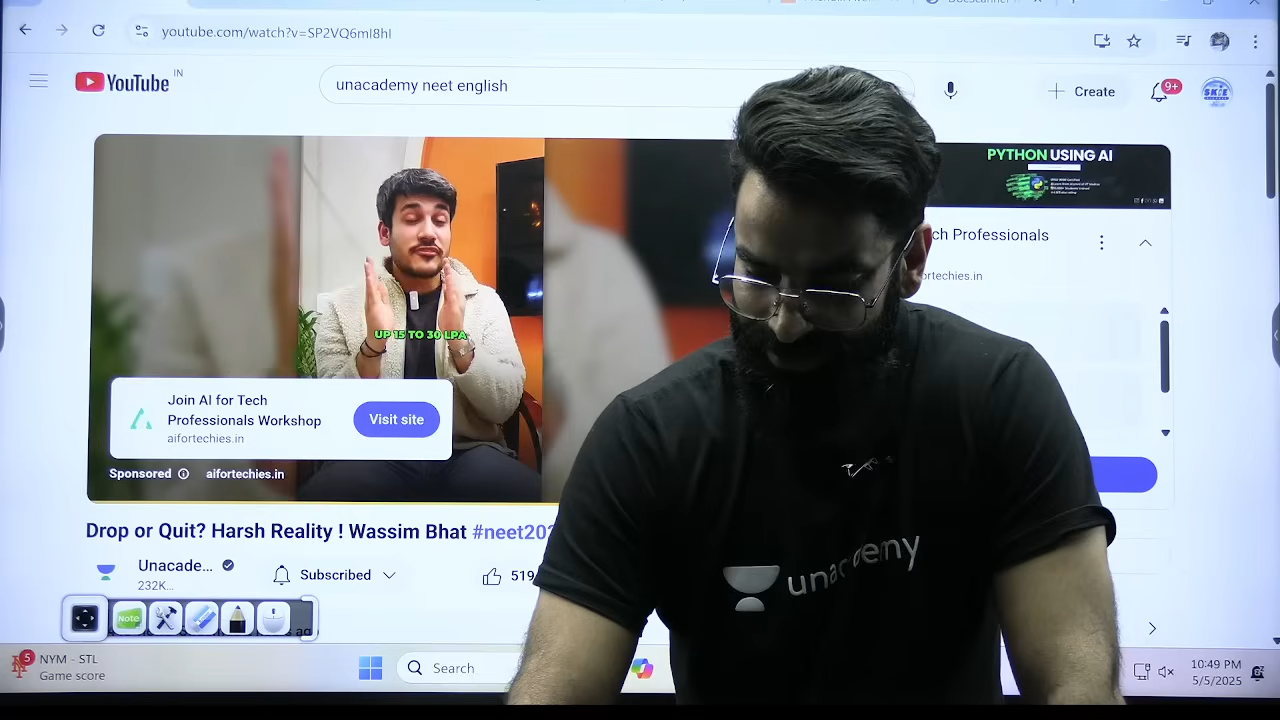 youtube.com/watch?v=SP2VQ6ml8hI
YouTube IN
unacademy neet english
Create
9+
SKIE
PYTHON USING AI
ch Professionals
ortechies.in
UP 15 TO 30 LPA
Join AI for Tech
Professionals Workshop
aifortechies.in
Visit site
Sponsored aifortechies.in
Drop or Quit? Harsh Reality ! Wassim Bhat #neet202
Unacade...
232K...
Subscribed
519
unacademy
Note
s ago
5
NYM - STL
Game score
Search
10:49 PM
5/5/2025